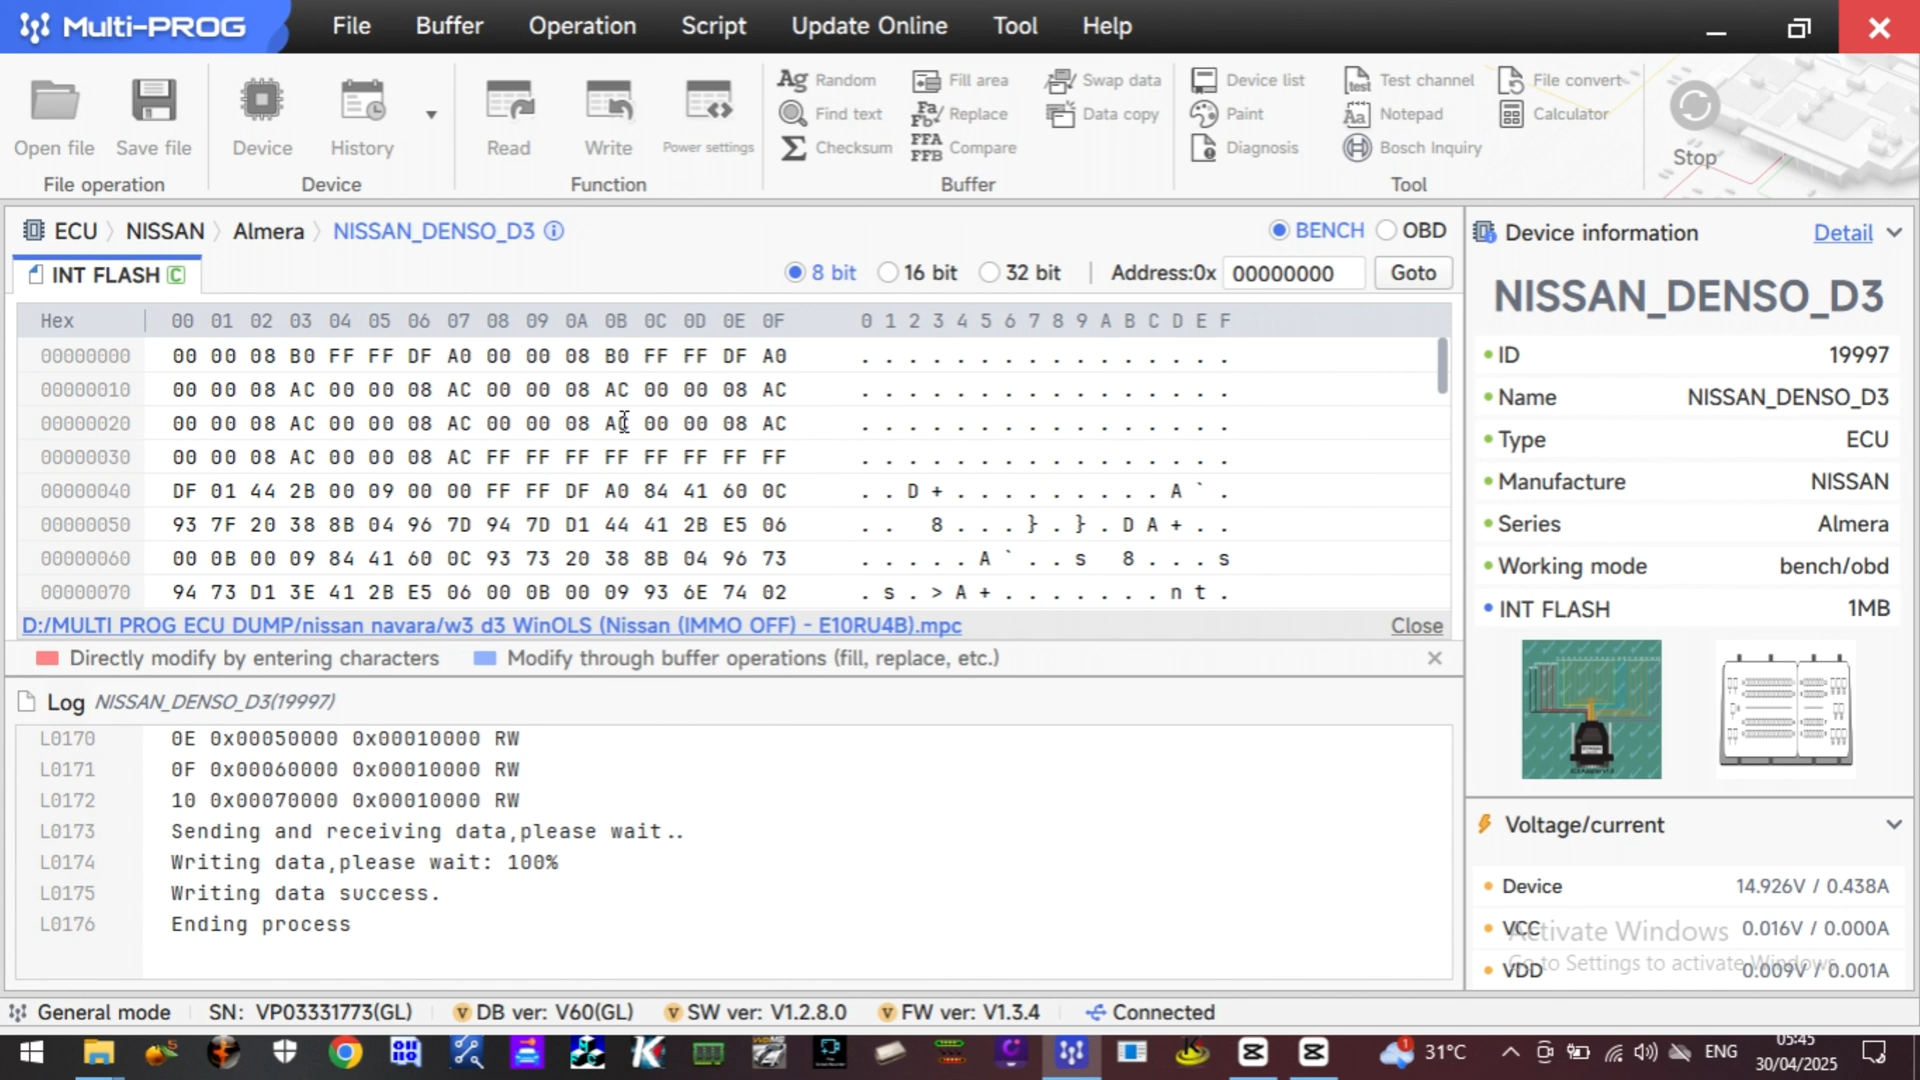 Multi-PROG File Buffer Operation Script Update Online Tool Help
Ag Random Fill area Swap data Device list Test channel File convert
Find text Fa/Fb Replace Data copy Paint Aa Notepad Calculator
Open file Save file Device History Read Write Power settings Checksum FFA FFB Compare Diagnosis Bosch Inquiry Stop
File operation Device Function Buffer Tool
ECU NISSAN Almera NISSAN_DENSO_D3 BENCH OBD
INT FLASH C 8 bit 16 bit 32 bit Address:0x 00000000 Goto
Hex 00 01 02 03 04 05 06 07 08 09 0A 0B 0C 0D 0E 0F 0 1 2 3 4 5 6 7 8 9 A B C D E F
00000000 00 00 08 B0 FF FF DF A0 00 00 08 B0 FF FF DF A0 . . . . . . . . . . . . . . . .
00000010 00 00 08 AC 00 00 08 AC 00 00 08 AC 00 00 08 AC . . . . . . . . . . . . . . . .
00000020 00 00 08 AC 00 00 08 AC 00 00 08 AC 00 00 08 AC . . . . . . . . . . . . . . . .
00000030 00 00 08 AC 00 00 08 AC FF FF FF FF FF FF FF FF . . . . . . . . . . . . . . . .
00000040 DF 01 44 2B 00 09 00 00 FF FF DF A0 84 41 60 0C . . D + . . . . . . . . . A ` .
00000050 93 7F 20 38 8B 04 96 7D 94 7D D1 44 41 2B E5 06 . . 8 . . . } . } . D A + . .
00000060 00 0B 00 09 84 41 60 0C 93 73 20 38 8B 04 96 73 . . . . . A ` . . s 8 . . . s
00000070 94 73 D1 3E 41 2B E5 06 00 0B 00 09 93 6E 74 02 . s . > A + . . . . . . . n t .
D:/MULTI PROG ECU DUMP/nissan navara/w3 d3 WinOLS (Nissan (IMMO OFF) - E10RU4B).mpc Close
Directly modify by entering characters Modify through buffer operations (fill, replace, etc.)
Log NISSAN_DENSO_D3(19997)
L0170 0E 0x00050000 0x00010000 RW
L0171 0F 0x00060000 0x00010000 RW
L0172 10 0x00070000 0x00010000 RW
L0173 Sending and receiving data,please wait..
L0174 Writing data,please wait: 100%
L0175 Writing data success.
L0176 Ending process
Device information Detail
NISSAN_DENSO_D3
ID 19997
Name NISSAN_DENSO_D3
Type ECU
Manufacture NISSAN
Series Almera
Working mode bench/obd
INT FLASH 1MB
Voltage/current
Device 14.926V / 0.438A
VCC 0.016V / 0.000A
Activate Windows
Go to Settings to activate Windows.
VDD 0.009V / 0.001A
General mode SN: VP03331773(GL) DB ver: V60(GL) SW ver: V1.2.8.0 FW ver: V1.3.4 Connected
1 31°C ENG 05:45
30/04/2025